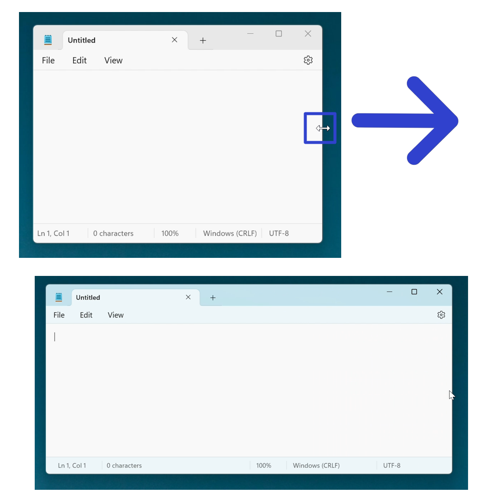 Untitled
File Edit View
Ln 1, Col 1 0 characters 100% Windows (CRLF) UTF-8
Untitled
File Edit View
Ln 1, Col 1 0 characters 100% Windows (CRLF) UTF-8